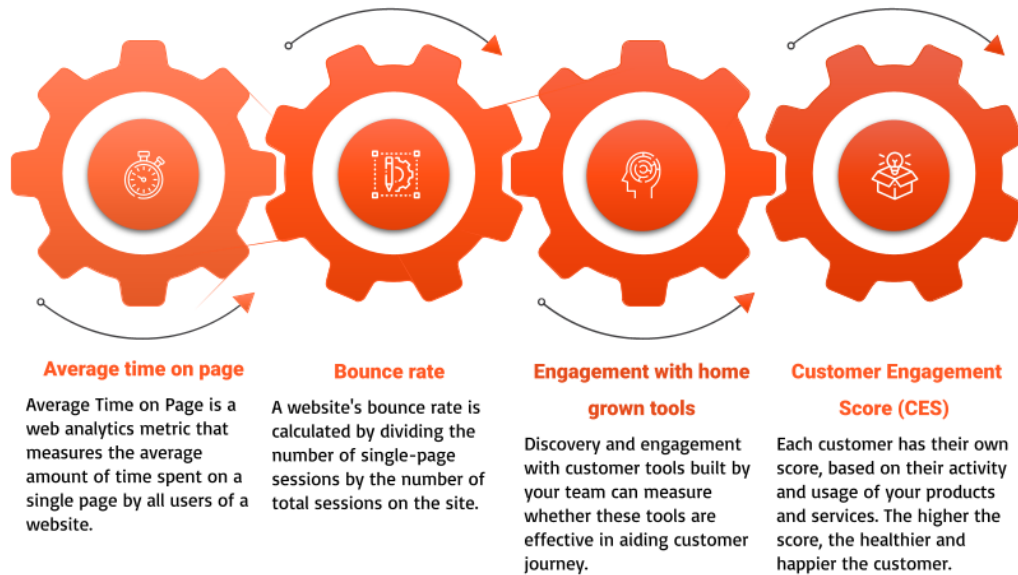 Average time on page
Average Time on Page is a
web analytics metric that
measures the average
amount of time spent on a
single page by all users of a
website.
Bounce rate
A website's bounce rate is
calculated by dividing the
number of single-page
sessions by the number of
total sessions on the site.
Engagement with home
grown tools
Discovery and engagement
with customer tools built by
your team can measure
whether these tools are
effective in aiding customer
journey.
Customer Engagement
Score (CES)
Each customer has their own
score, based on their activity
and usage of your products
and services. The higher the
score, the healthier and
happier the customer.